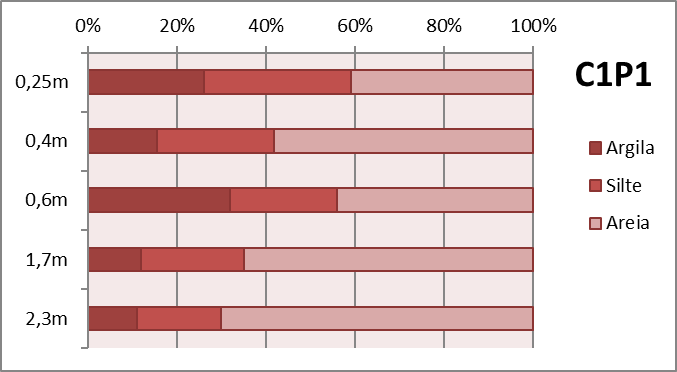 0% 20% 40% 60% 80% 100%
C1P1
0,25m
0,4m
0,6m
1,7m
2,3m
Argila
Silte
Areia